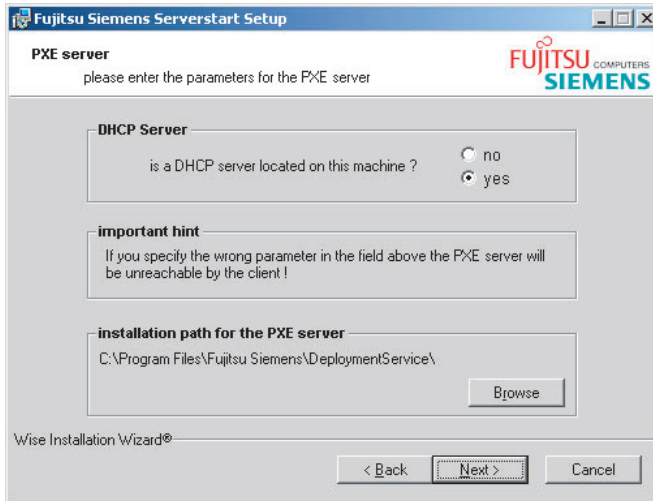 Fujitsu Siemens Serverstart Setup
PXE server
please enter the parameters for the PXE server
FUJITSU COMPUTERS
SIEMENS
DHCP Server
is a DHCP server located on this machine ?
no
yes
important hint
If you specify the wrong parameter in the field above the PXE server will
be unreachable by the client !
installation path for the PXE server
C:\Program Files\Fujitsu Siemens\DeploymentService\
Browse
Wise Installation Wizard®
< Back
Next >
Cancel